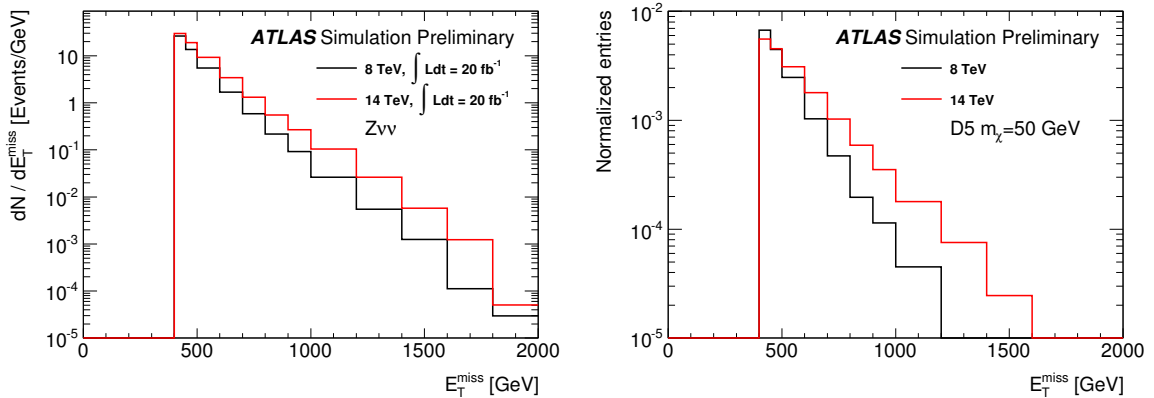 dN / dE_T^miss [Events/GeV]
10
1
10^-1
10^-2
10^-3
10^-4
10^-5
ATLAS Simulation Preliminary
8 TeV, ∫ Ldt = 20 fb^-1
14 TeV, ∫ Ldt = 20 fb^-1
Zνν
0 500 1000 1500 2000
E_T^miss [GeV]
Normalized entries
10^-2
10^-3
10^-4
10^-5
ATLAS Simulation Preliminary
8 TeV
14 TeV
D5 m_χ=50 GeV
0 500 1000 1500 2000
E_T^miss [GeV]